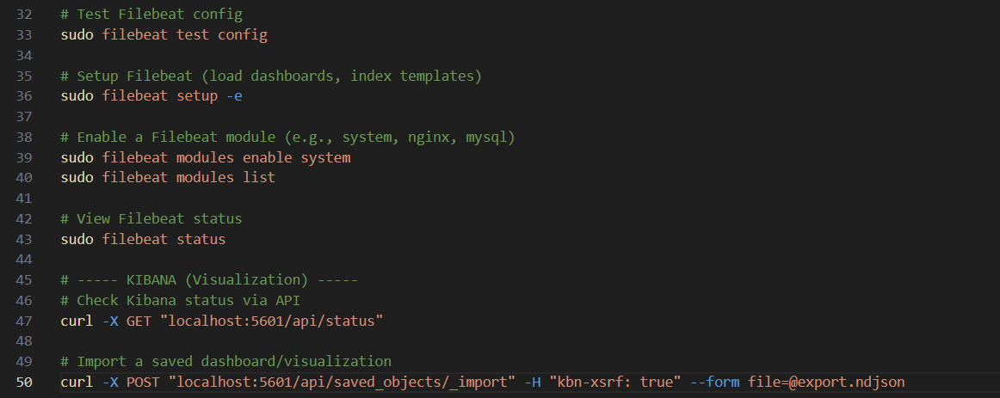 32 # Test Filebeat config
33 sudo filebeat test config
34
35 # Setup Filebeat (load dashboards, index templates)
36 sudo filebeat setup -e
37
38 # Enable a Filebeat module (e.g., system, nginx, mysql)
39 sudo filebeat modules enable system
40 sudo filebeat modules list
41
42 # View Filebeat status
43 sudo filebeat status
44
45 # ----- KIBANA (Visualization) -----
46 # Check Kibana status via API
47 curl -X GET "localhost:5601/api/status"
48
49 # Import a saved dashboard/visualization
50 curl -X POST "localhost:5601/api/saved_objects/_import" -H "kbn-xsrf: true" --form file=@export.ndjson